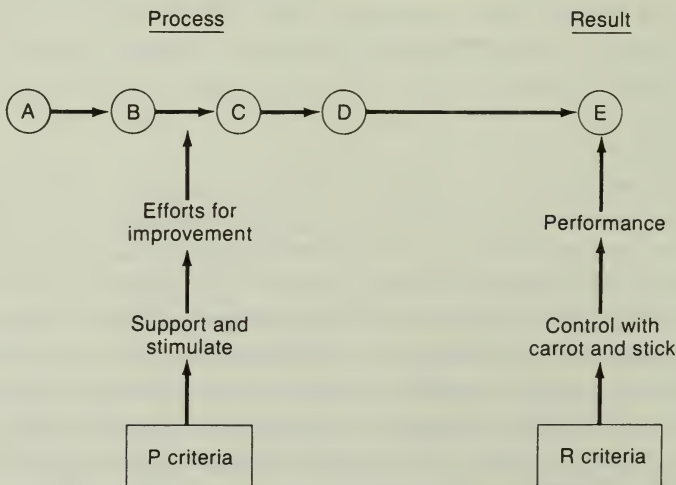 Process
Result
A
B
C
D
E
Efforts for
improvement
Performance
Support and
stimulate
Control with
carrot and stick
P criteria
R criteria